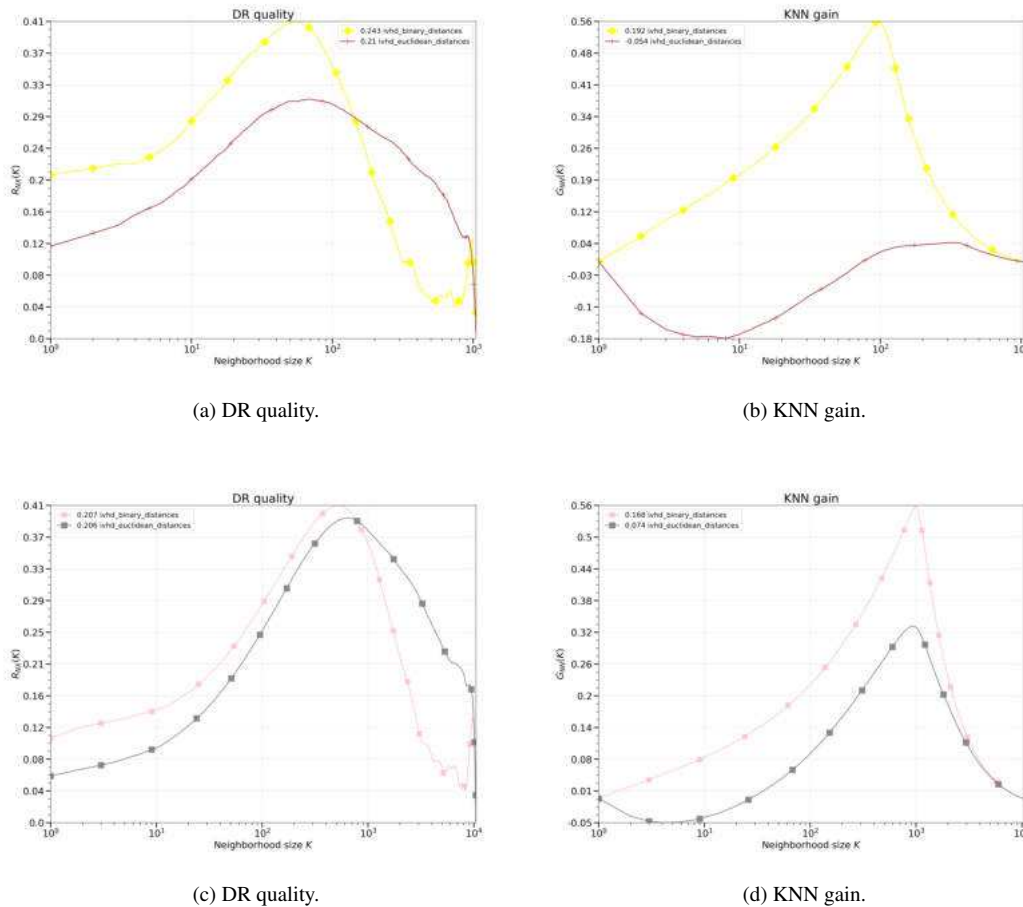 DR quality
0.243 ivhd_binary_distances
0.21 ivhd_euclidean_distances
0.41
0.37
0.33
0.29
0.24
0.2
0.16
0.12
0.08
0.04
0.0
R_NX(K)
10^0
10^1
10^2
10^3
Neighborhood size K
(a) DR quality.
KNN gain
0.192 ivhd_binary_distances
-0.054 ivhd_euclidean_distances
0.56
0.48
0.41
0.34
0.26
0.19
0.12
0.04
-0.03
-0.1
-0.18
G_NN(K)
10^0
10^1
10^2
10^3
Neighborhood size K
(b) KNN gain.
DR quality
0.207 ivhd_binary_distances
0.206 ivhd_euclidean_distances
0.41
0.37
0.33
0.29
0.25
0.21
0.16
0.12
0.08
0.04
0.0
R_NX(K)
10^0
10^1
10^2
10^3
10^4
Neighborhood size K
(c) DR quality.
KNN gain
0.168 ivhd_binary_distances
0.074 ivhd_euclidean_distances
0.56
0.5
0.44
0.38
0.32
0.26
0.2
0.14
0.08
0.01
-0.05
G_NN(K)
10^0
10^1
10^2
10^3
10^4
Neighborhood size K
(d) KNN gain.